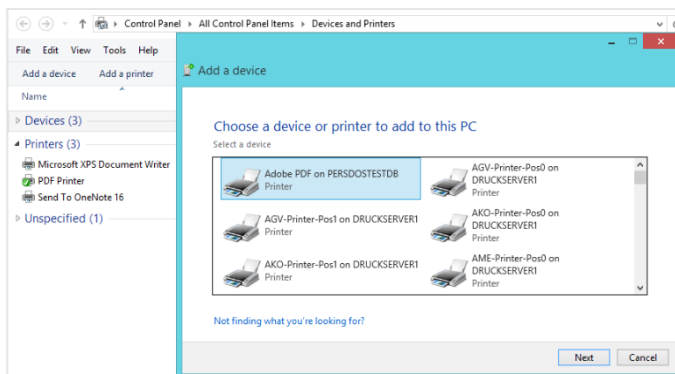 Control Panel › All Control Panel Items › Devices and Printers
File Edit View Tools Help
Add a device Add a printer
Name
Devices (3)
Printers (3)
Microsoft XPS Document Writer
PDF Printer
Send To OneNote 16
Unspecified (1)
Add a device
Choose a device or printer to add to this PC
Select a device
Adobe PDF on PERSDOSTESTDB
Printer
AGV-Printer-Pos0 on
DRUCKSERVER1
Printer
AGV-Printer-Pos1 on DRUCKSERVER1
Printer
AKO-Printer-Pos0 on
DRUCKSERVER1
Printer
AKO-Printer-Pos1 on DRUCKSERVER1
Printer
AME-Printer-Pos0 on
DRUCKSERVER1
Printer
Not finding what you're looking for?
Next Cancel